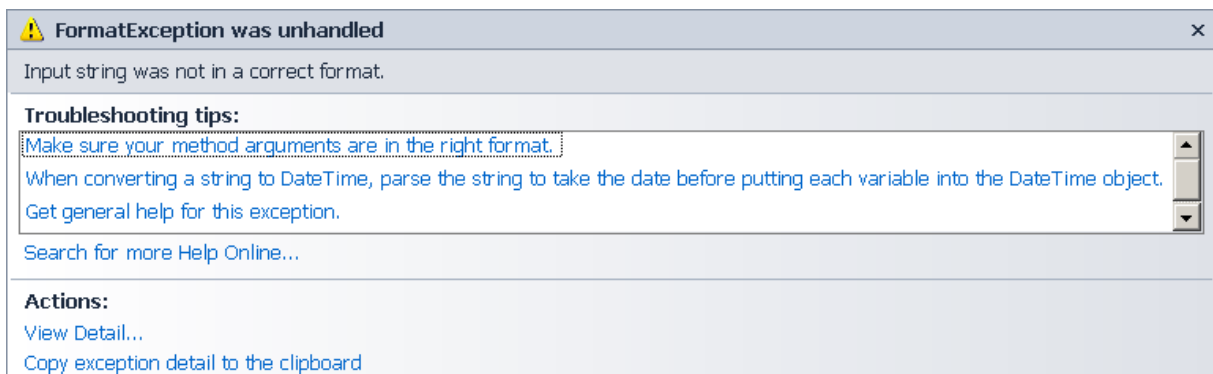 FormatException was unhandled
Input string was not in a correct format.
Troubleshooting tips:
Make sure your method arguments are in the right format.
When converting a string to DateTime, parse the string to take the date before putting each variable into the DateTime object.
Get general help for this exception.
Search for more Help Online...
Actions:
View Detail...
Copy exception detail to the clipboard